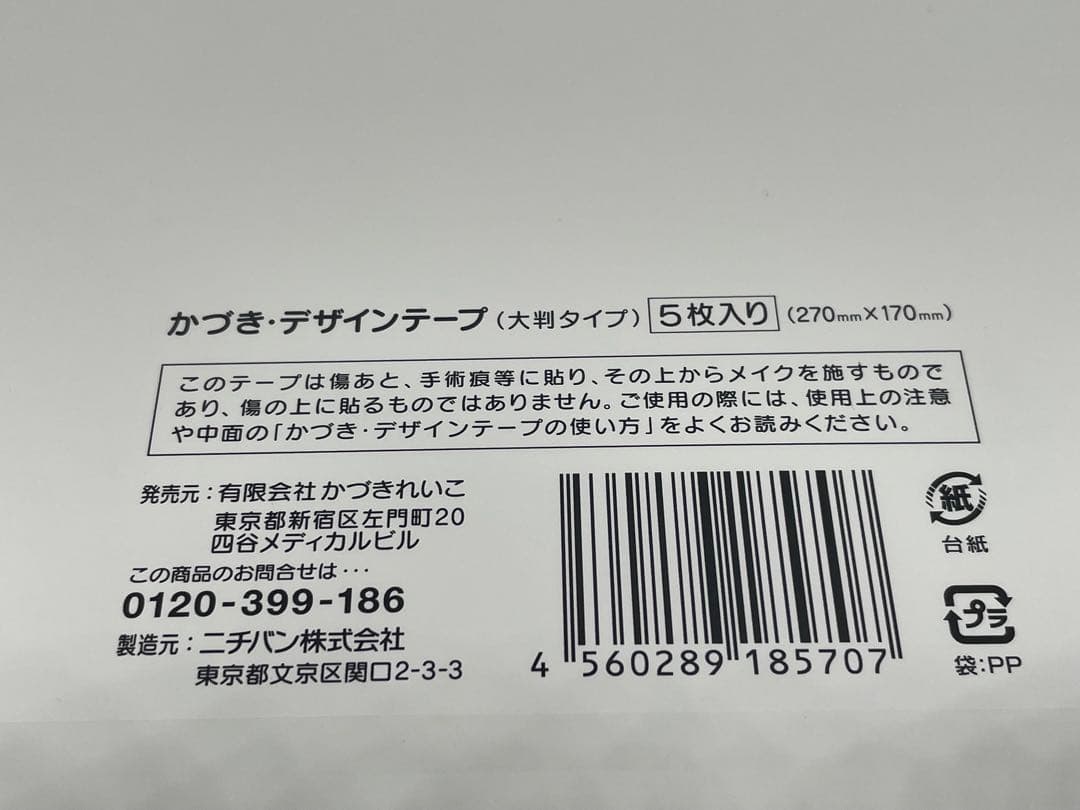 かづき・デザインテープ（大判タイプ） 5枚入り （270mm×170mm）
このテープは傷あと、手術痕等に貼り、その上からメイクを施すもので
あり、傷の上に貼るものではありません。ご使用の際には、使用上の注意
や中面の「かづき・デザインテープの使い方」をよくお読みください。
発売元：有限会社 かづきれいこ
東京都新宿区左門町20
四谷メディカルビル
この商品のお問合せは・・・
0120-399-186
製造元：ニチバン株式会社
東京都文京区関口2-3-3
4 560289 185707
紙
台紙
プラ
袋：PP